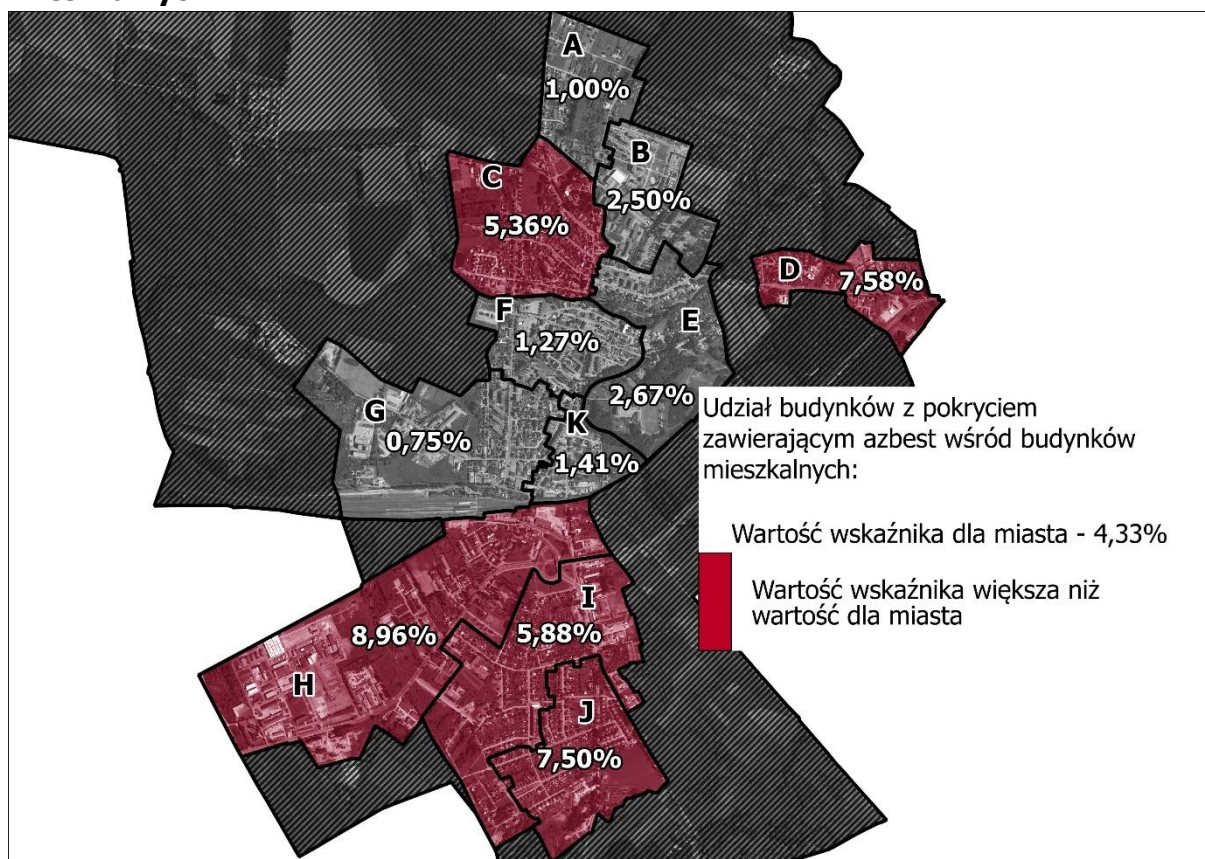 A
1,00%
B
2,50%
C
5,36%
D
7,58%
E
2,67%
F
1,27%
G
0,75%
K
1,41%
H
8,96%
I
5,88%
J
7,50%
Udział budynków z pokryciem
zawierającym azbest wśród budynków
mieszkalnych:
Wartość wskaźnika dla miasta - 4,33%
Wartość wskaźnika większa niż
wartość dla miasta